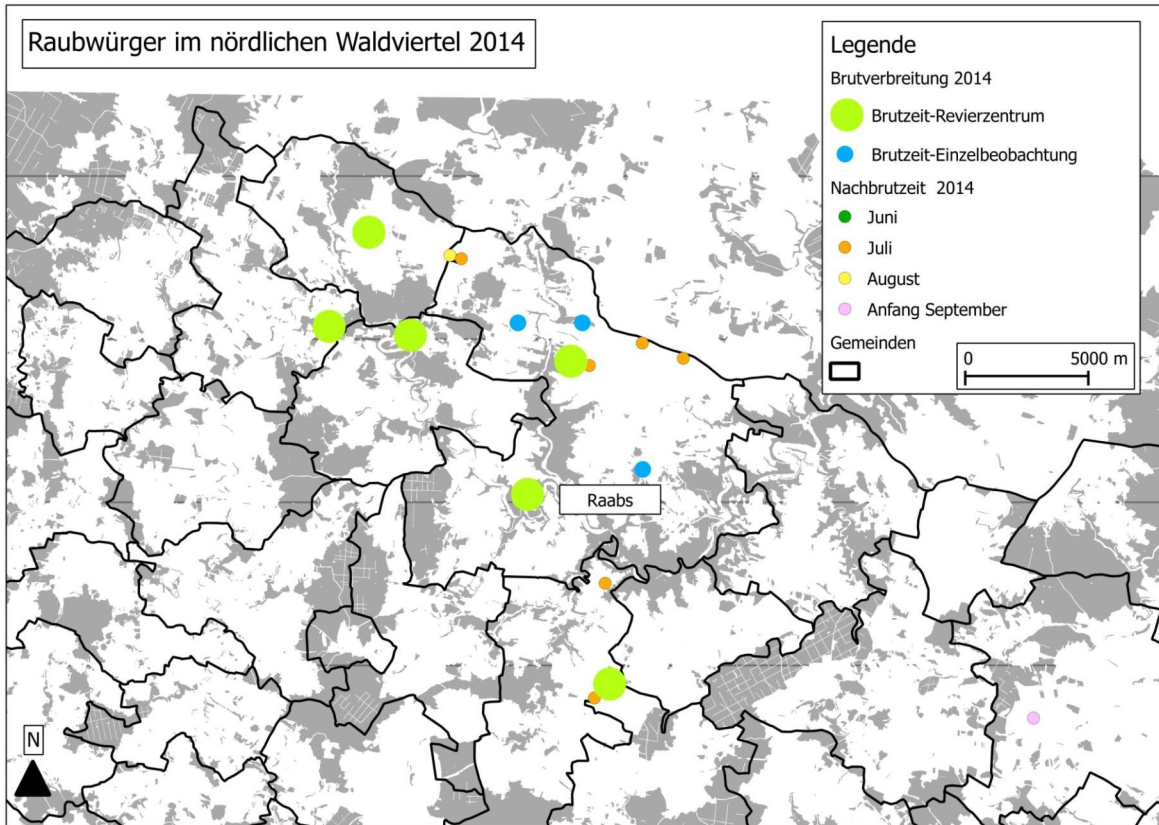 Raubwürger im nördlichen Waldviertel 2014
Legende
Brutverbreitung 2014
Brutzeit-Revierzentrum
Brutzeit-Einzelbeobachtung
Nachbrutzeit 2014
Juni
Juli
August
Anfang September
Gemeinden
0 5000 m
Raabs
N